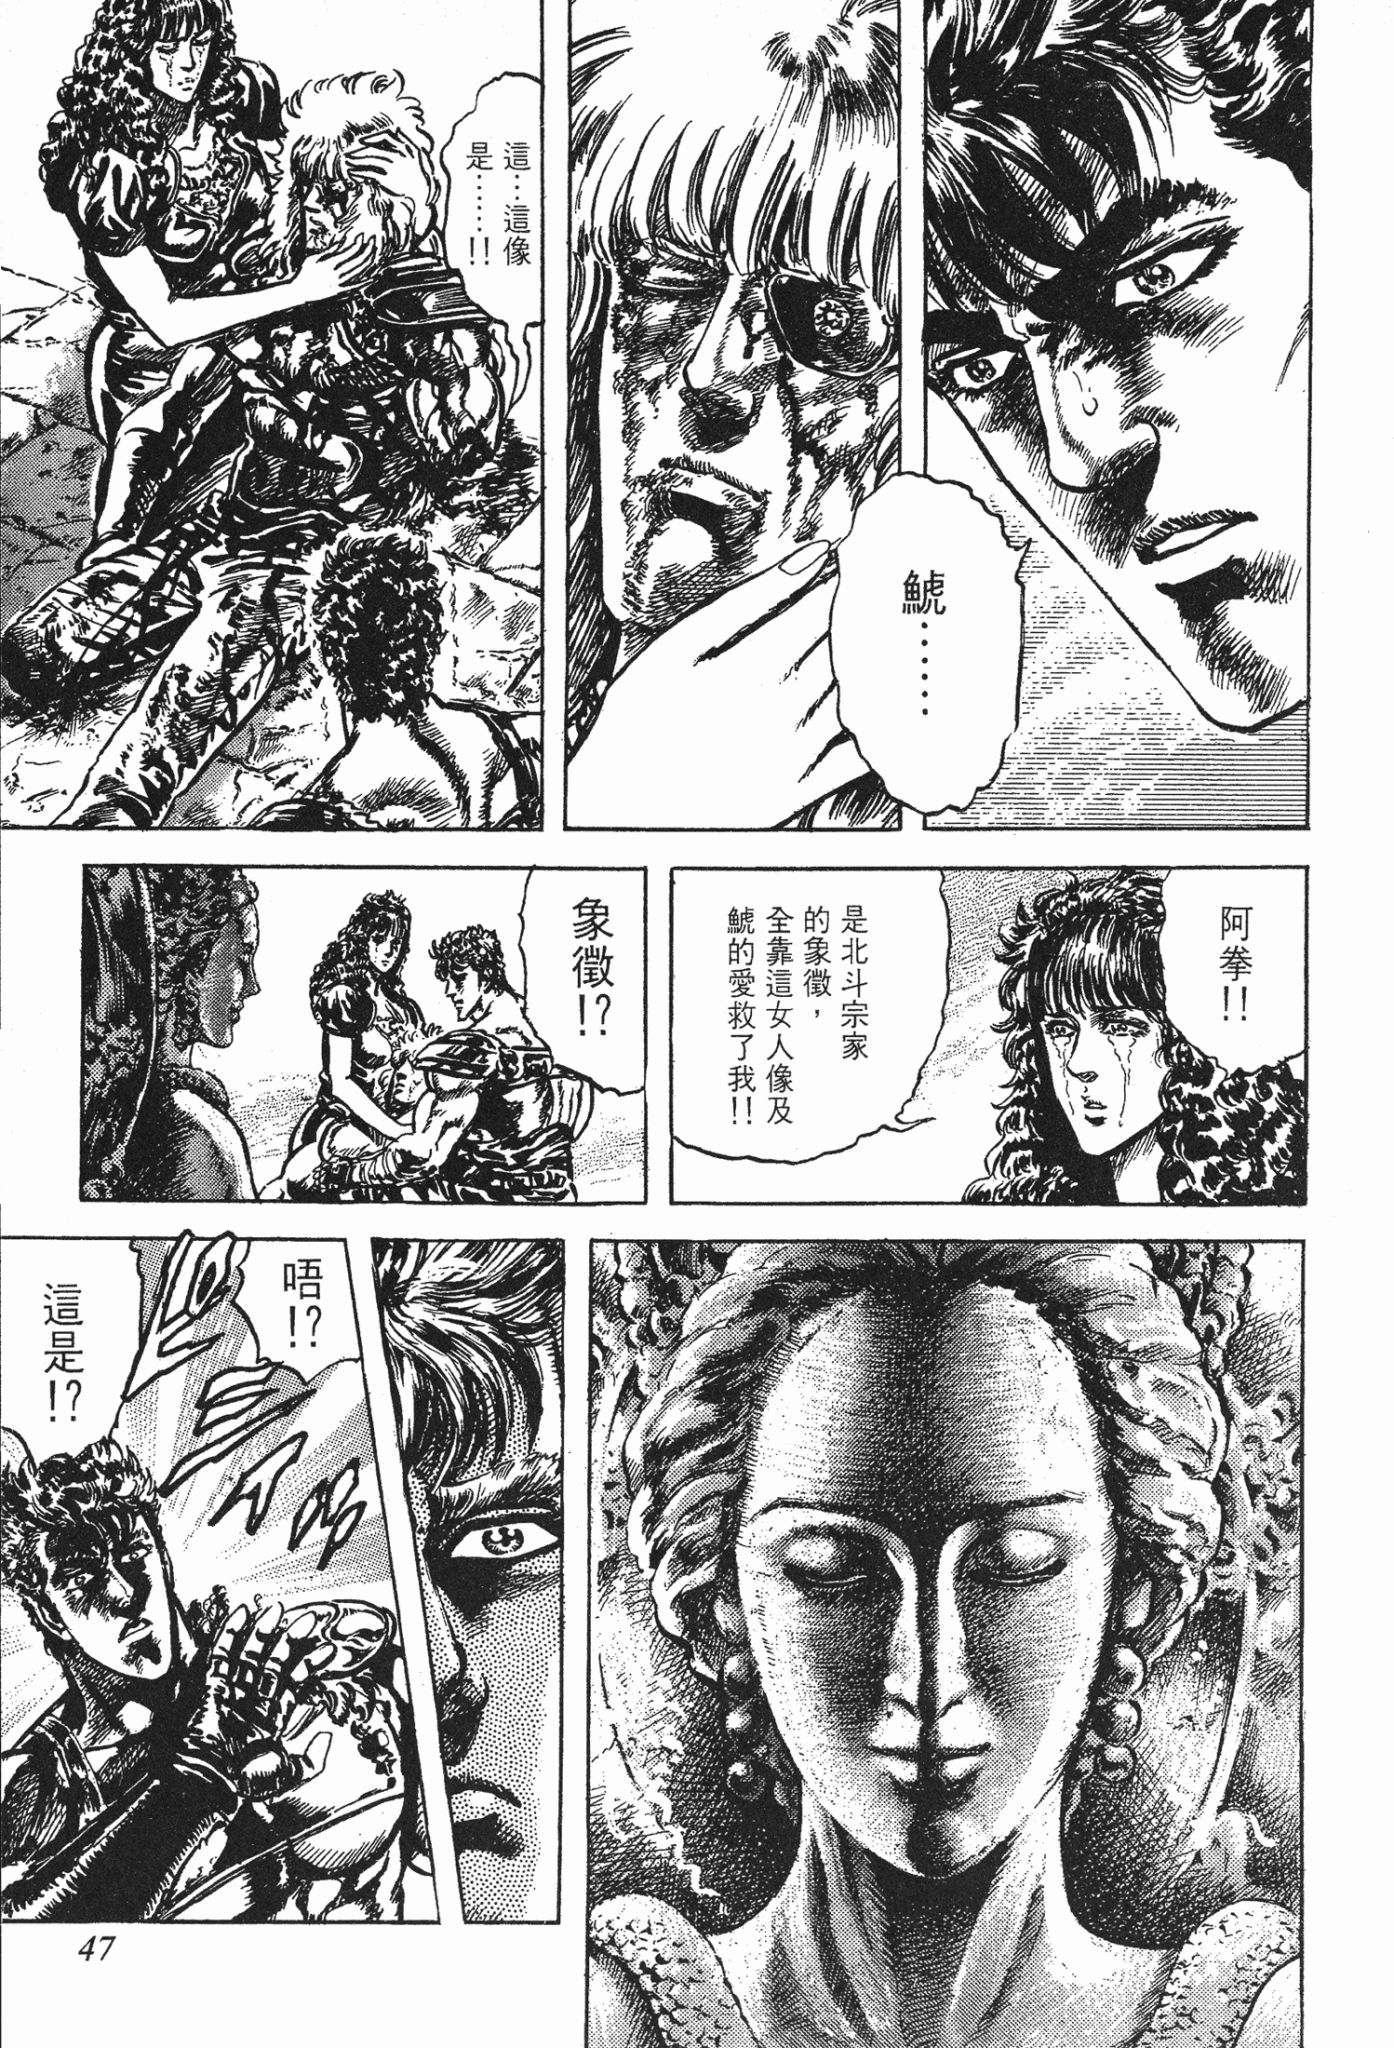 鯱……
這…這像
是……!!
阿拳!!
是北斗宗家
的象徵，
全靠這女人像及
鯱的愛救了我!!
象徵!?
唔!?
這是!?
47